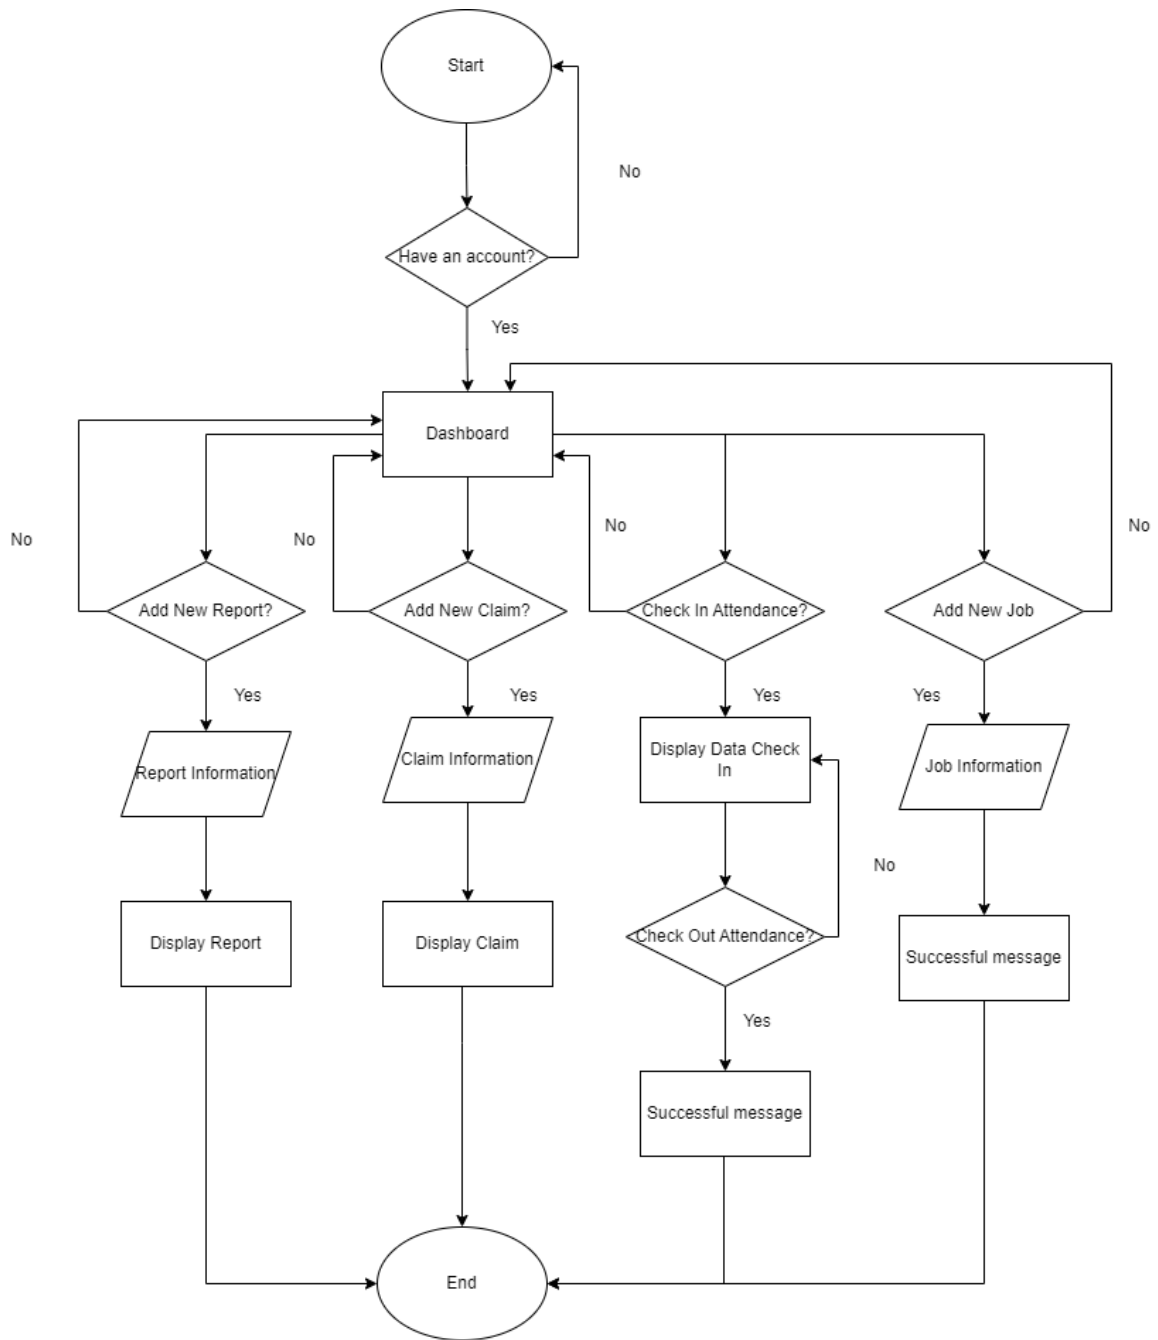 Start
No
Have an account?
Yes
Dashboard
No
No
No
No
Add New Report?
Add New Claim?
Check In Attendance?
Add New Job
Yes
Yes
Yes
Yes
Report Information
Claim Information
Display Data Check
In
Job Information
No
Display Report
Display Claim
Check Out Attendance?
Successful message
Yes
Successful message
End